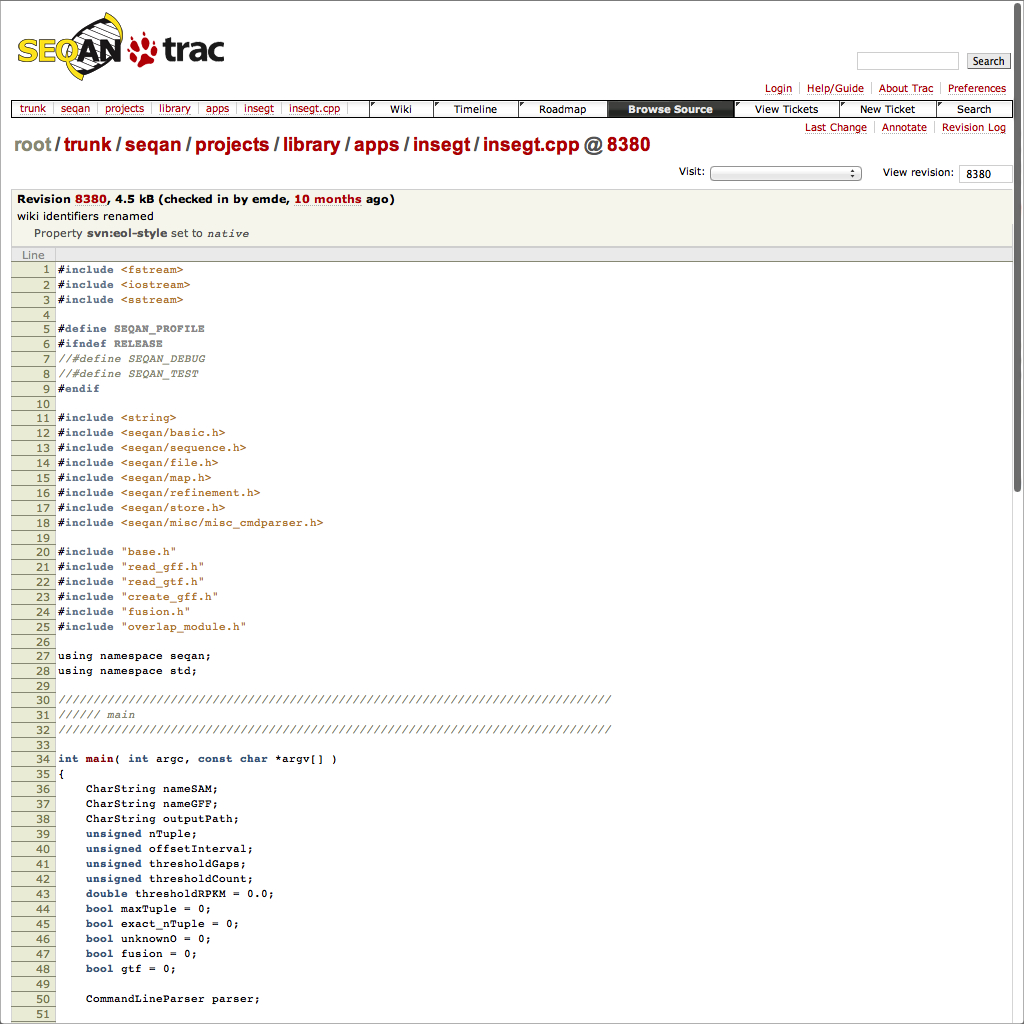 SEQAN trac
Search
Login Help/Guide About Trac Preferences
trunk seqan projects library apps insegt insegt.cpp Wiki Timeline Roadmap Browse Source View Tickets New Ticket Search
Last Change Annotate Revision Log
root/trunk/seqan/projects/library/apps/insegt/insegt.cpp @ 8380
Visit: View revision: 8380
Revision 8380, 4.5 kB (checked in by emde, 10 months ago)
wiki identifiers renamed
Property svn:eol-style set to native
Line
1 #include <fstream>
2 #include <iostream>
3 #include <sstream>
4
5 #define SEQAN_PROFILE
6 #ifndef RELEASE
7 //#define SEQAN_DEBUG
8 //#define SEQAN_TEST
9 #endif
10
11 #include <string>
12 #include <seqan/basic.h>
13 #include <seqan/sequence.h>
14 #include <seqan/file.h>
15 #include <seqan/map.h>
16 #include <seqan/refinement.h>
17 #include <seqan/store.h>
18 #include <seqan/misc/misc_cmdparser.h>
19
20 #include "base.h"
21 #include "read_gff.h"
22 #include "read_gtf.h"
23 #include "create_gff.h"
24 #include "fusion.h"
25 #include "overlap_module.h"
26
27 using namespace seqan;
28 using namespace std;
29
30 ///////////////////////////////////////////////////////////////////////////////
31 ////// main
32 ///////////////////////////////////////////////////////////////////////////////
33
34 int main( int argc, const char *argv[] )
35 {
36 CharString nameSAM;
37 CharString nameGFF;
38 CharString outputPath;
39 unsigned nTuple;
40 unsigned offsetInterval;
41 unsigned thresholdGaps;
42 unsigned thresholdCount;
43 double thresholdRPKM = 0.0;
44 bool maxTuple = 0;
45 bool exact_nTuple = 0;
46 bool unknownO = 0;
47 bool fusion = 0;
48 bool gtf = 0;
49
50 CommandLineParser parser;
51